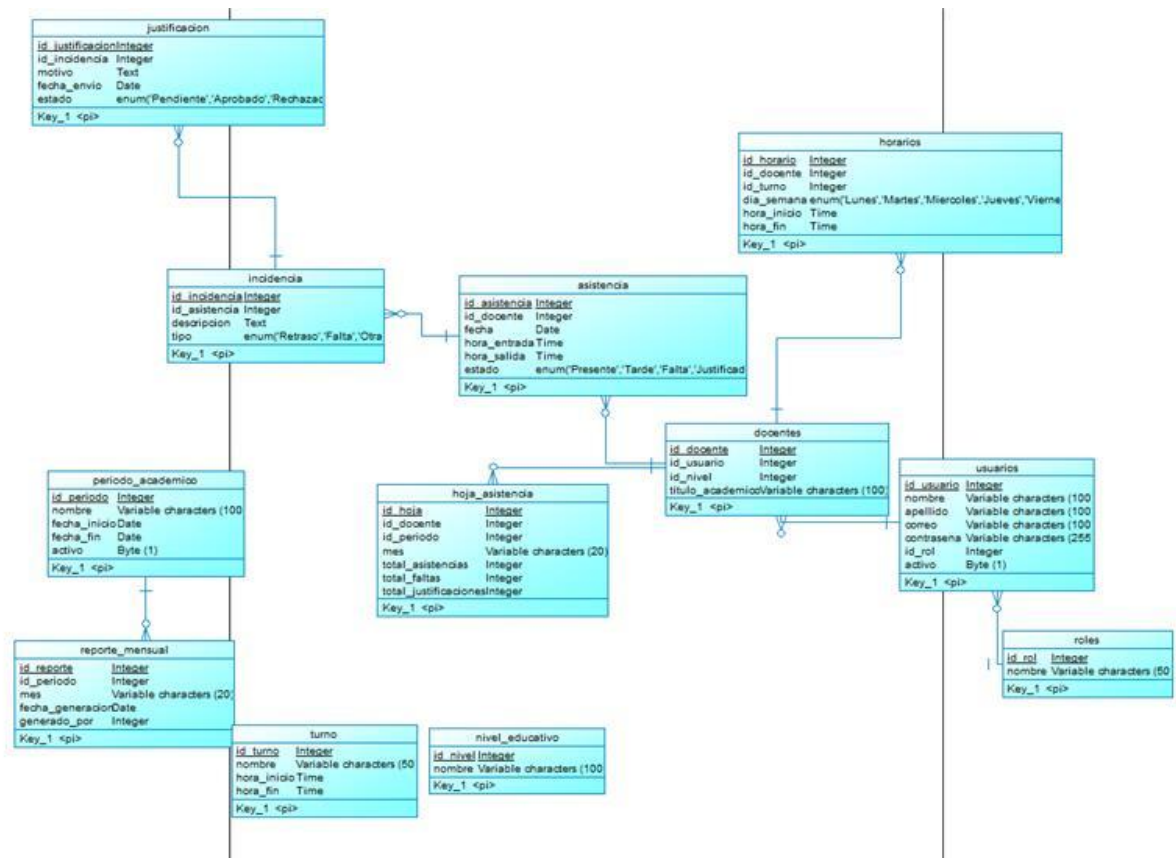 justificacion
id_justificacion Integer
id_incidencia Integer
motivo Text
fecha_envio Date
estado enum('Pendiente','Aprobado','Rechazac
Key_1 <pi>
horarios
id_horario Integer
id_docente Integer
id_turno Integer
dia_semana enum('Lunes','Martes','Miercoles','Jueves','Vierne
hora_inicio Time
hora_fin Time
Key_1 <pi>
incidencia
id_incidencia Integer
id_asistencia Integer
descripcion Text
tipo enum('Retraso','Falta','Otra
Key_1 <pi>
asistencia
id_asistencia Integer
id_docente Integer
fecha Date
hora_entrada Time
hora_salida Time
estado enum('Presente','Tarde','Falta','Justificad
Key_1 <pi>
docentes
id_docente Integer
id_usuario Integer
id_nivel Integer
titulo_academico Variable characters (100)
Key_1 <pi>
usuarios
id_usuario Integer
nombre Variable characters (100
apelllido Variable characters (100
correo Variable characters (100
contrasena Variable characters (255
id_rol Integer
activo Byte (1)
Key_1 <pi>
periodo_academico
id_periodo Integer
nombre Variable characters (100
fecha_inicio Date
fecha_fin Date
activo Byte (1)
Key_1 <pi>
hoja_asistencia
id_hoja Integer
id_docente Integer
id_periodo Integer
mes Variable characters (20)
total_asistencias Integer
total_faltas Integer
total_justificaciones Integer
Key_1 <pi>
roles
id_rol Integer
nombre Variable characters (50
Key_1 <pi>
reporte_mensual
id_reporte Integer
id_periodo Integer
mes Variable characters (20)
fecha_generacion Date
generado_por Integer
Key_1 <pi>
turno
id_turno Integer
nombre Variable characters (50
hora_inicio Time
hora_fin Time
Key_1 <pi>
nivel_educativo
id_nivel Integer
nombre Variable characters (100
Key_1 <pi>